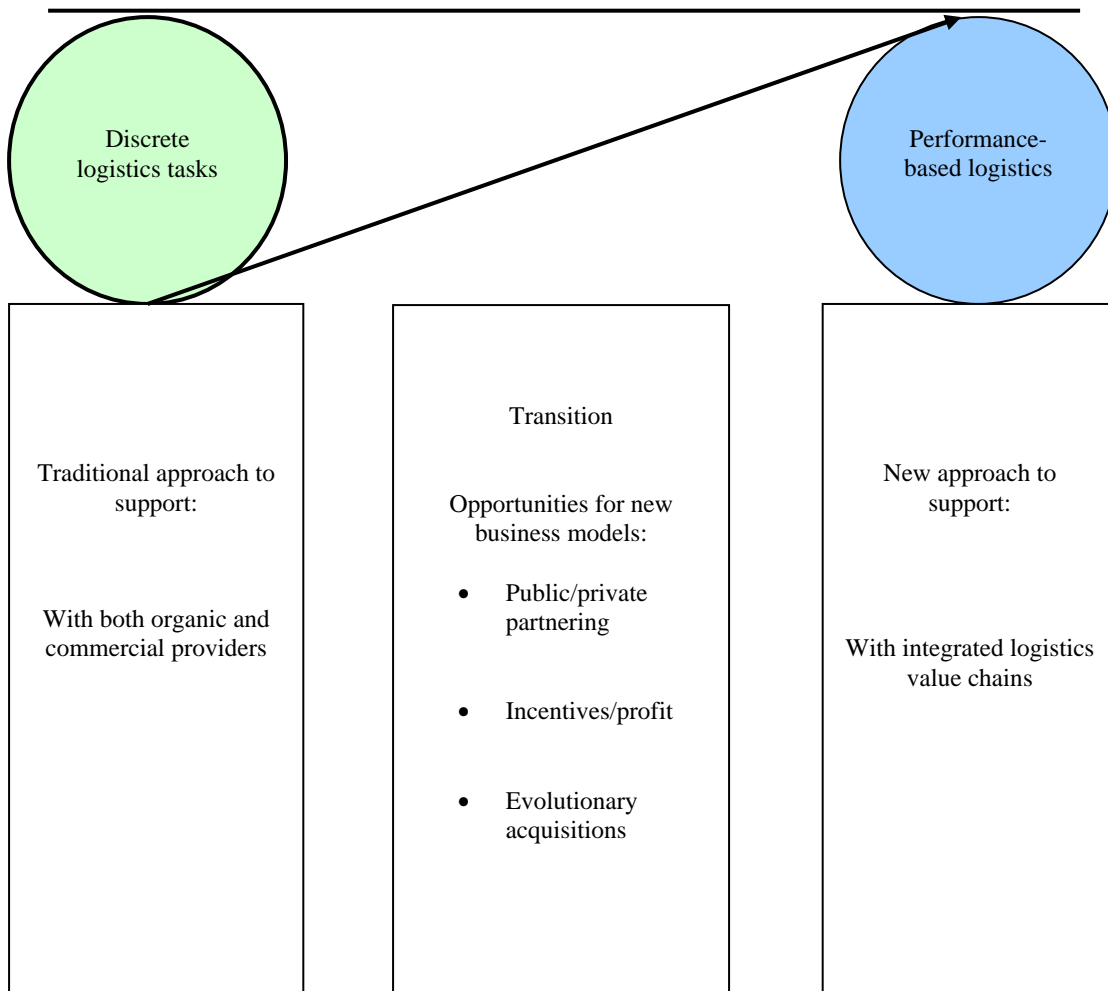 Discrete
logistics tasks
Performance-
based logistics
Traditional approach to
support:
With both organic and
commercial providers
Transition
Opportunities for new
business models:
• Public/private
partnering
• Incentives/profit
• Evolutionary
acquisitions
New approach to
support:
With integrated logistics
value chains